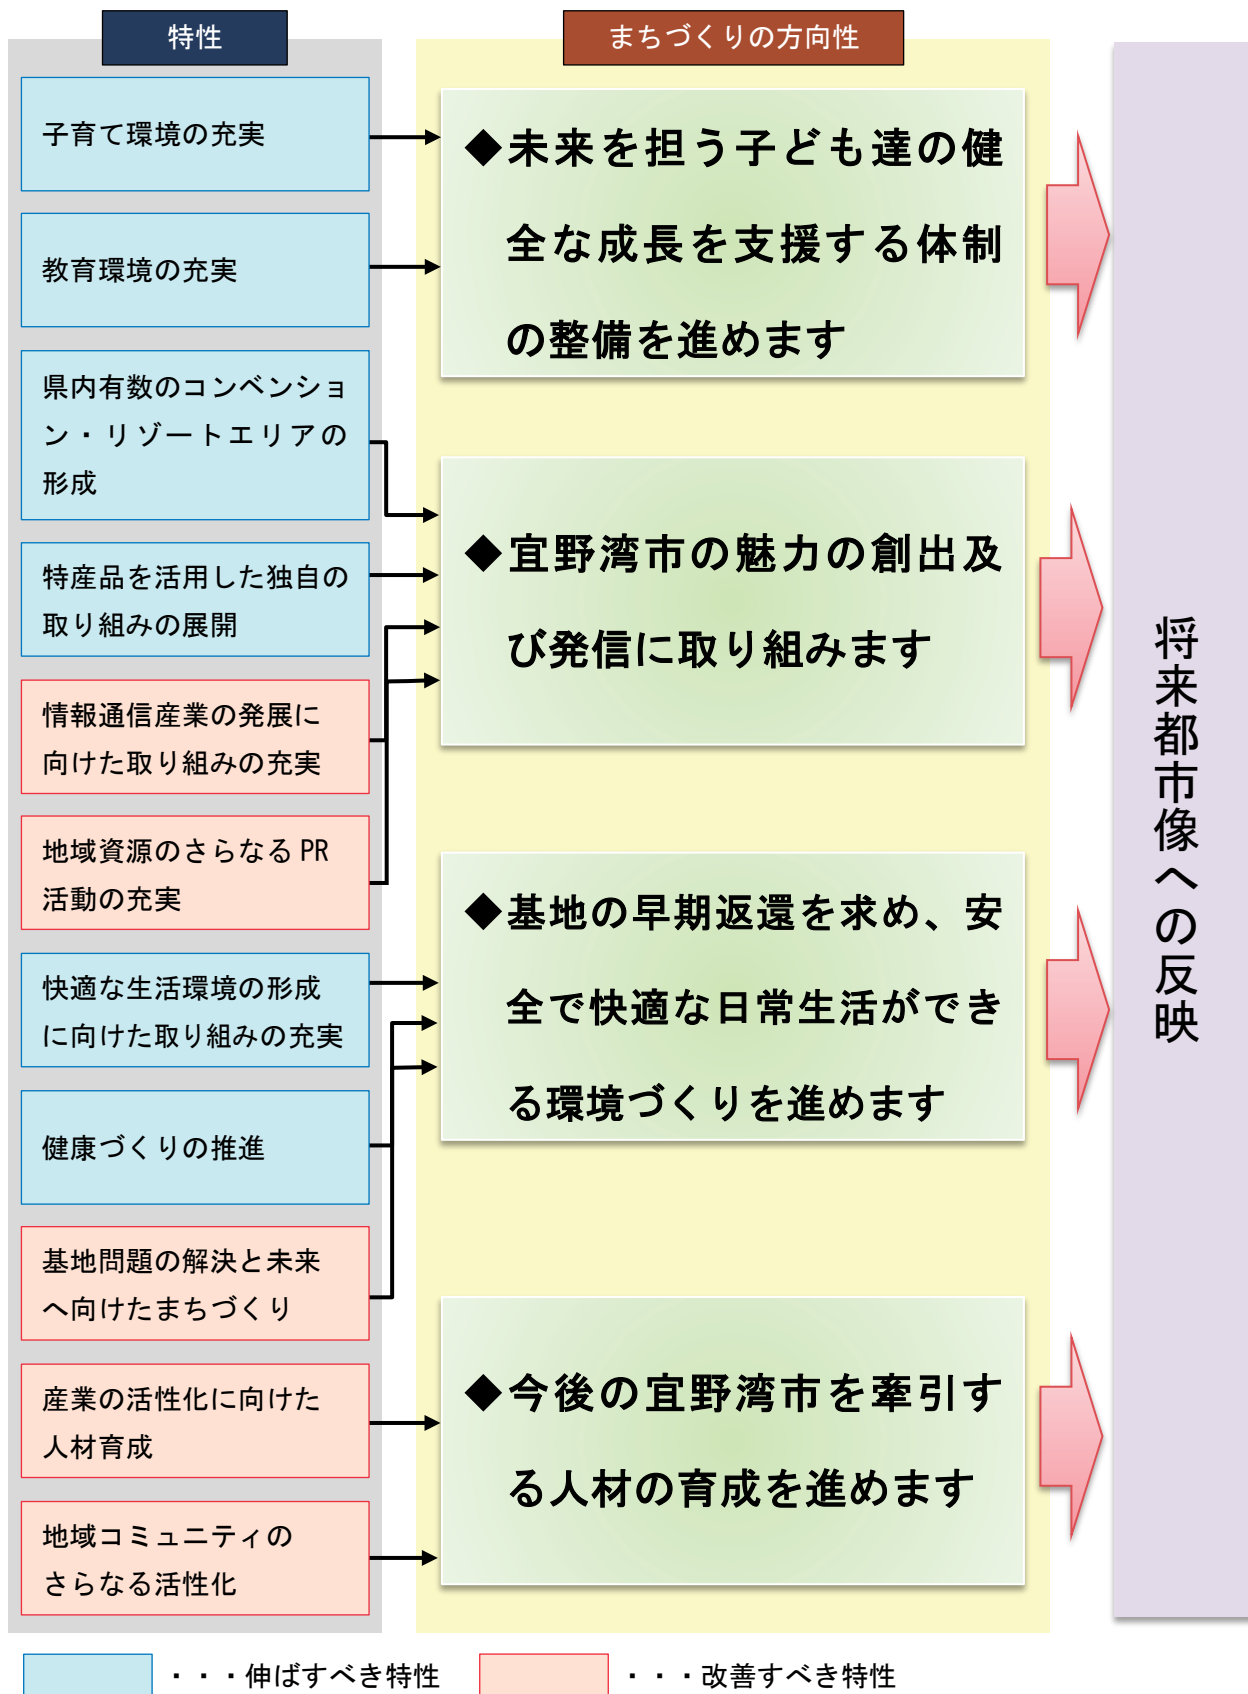 特性
まちづくりの方向性
子育て環境の充実
教育環境の充実
県内有数のコンベンショ
ン・リゾートエリアの
形成
特産品を活用した独自の
取り組みの展開
情報通信産業の発展に
向けた取り組みの充実
地域資源のさらなる PR
活動の充実
快適な生活環境の形成
に向けた取り組みの充実
健康づくりの推進
基地問題の解決と未来
へ向けたまちづくり
産業の活性化に向けた
人材育成
地域コミュニティの
さらなる活性化
◆未来を担う子ども達の健
全な成長を支援する体制
の整備を進めます
◆宜野湾市の魅力の創出及
び発信に取り組みます
◆基地の早期返還を求め、安
全で快適な日常生活ができ
る環境づくりを進めます
◆今後の宜野湾市を牽引す
る人材の育成を進めます
将来都市像への反映
・・・伸ばすべき特性
・・・改善すべき特性